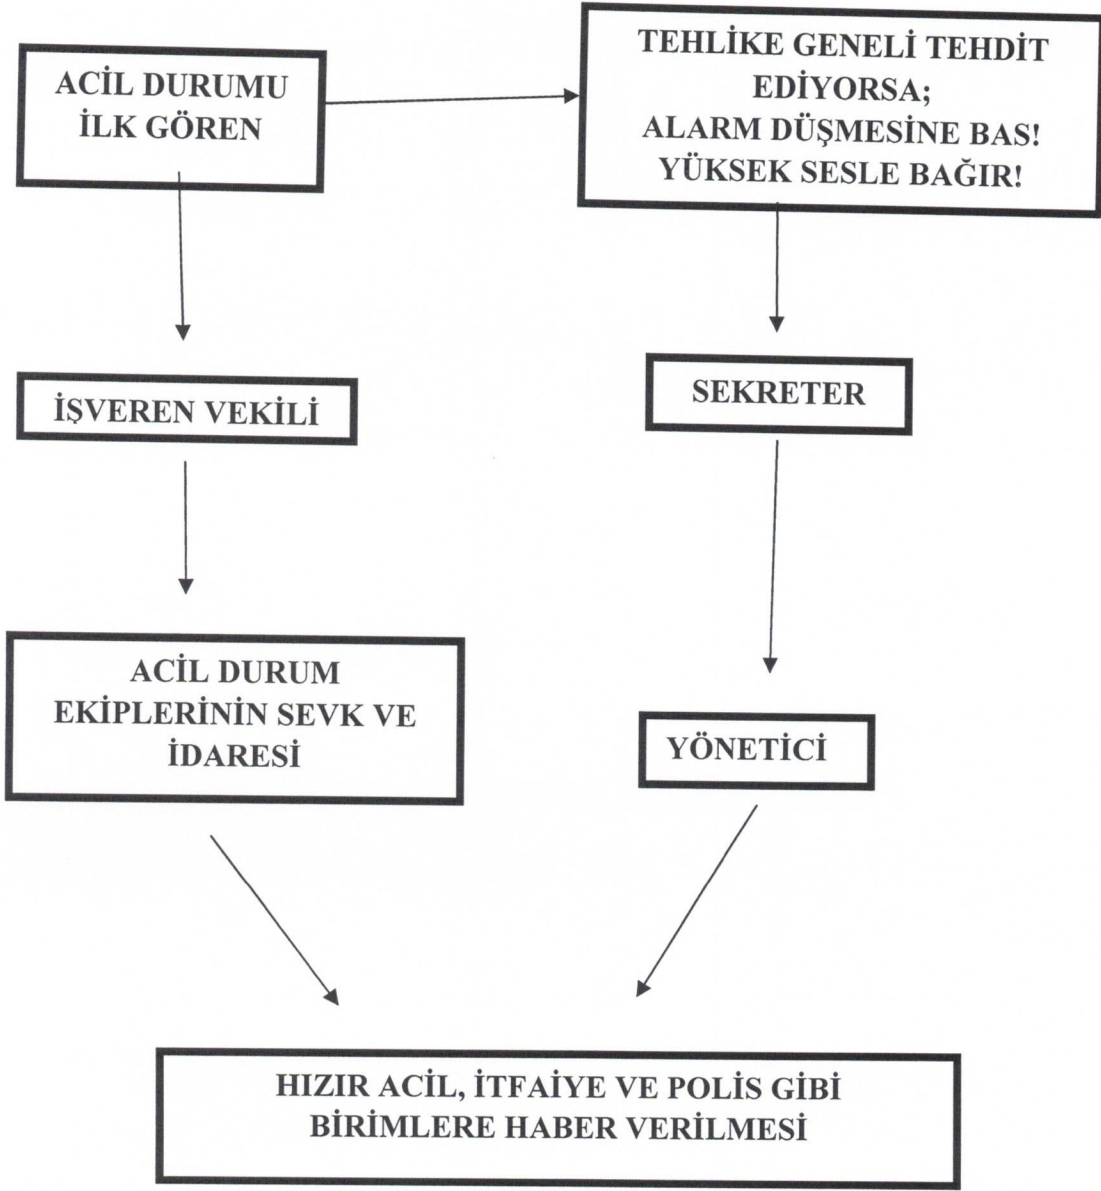 ACİL DURUMU
İLK GÖREN
TEHLİKE GENELİ TEHDİT
EDİYORSA;
ALARM DÜŞMESİNE BAS!
YÜKSEK SESLE BAĞIR!
İŞVEREN VEKİLİ
SEKRETER
ACİL DURUM
EKİPLERİNİN SEVK VE
İDARESİ
YÖNETİCİ
HIZIR ACİL, İTFAİYE VE POLİS GİBİ
BİRİMLERE HABER VERİLMESİ